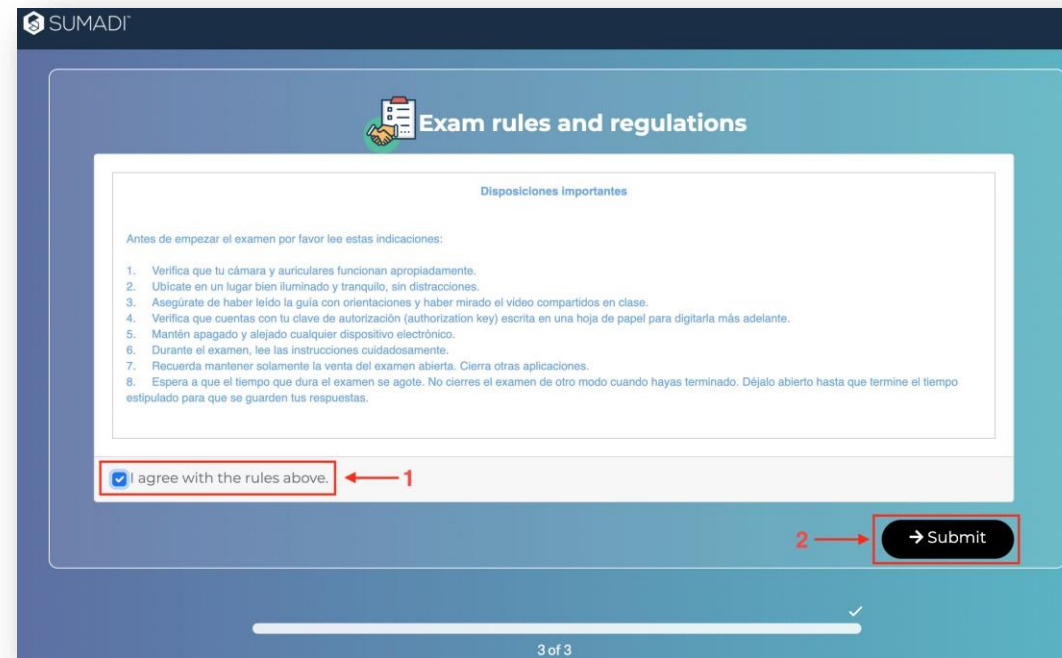 SUMADI™
Exam rules and regulations
Disposiciones importantes
Antes de empezar el examen por favor lee estas indicaciones:
1. Verifica que tu cámara y auriculares funcionan apropiadamente.
2. Ubícate en un lugar bien iluminado y tranquilo, sin distracciones.
3. Asegúrate de haber leído la guía con orientaciones y haber mirado el video compartidos en clase.
4. Verifica que cuentas con tu clave de autorización (authorization key) escrita en una hoja de papel para digitarla más adelante.
5. Mantén apagado y alejado cualquier dispositivo electrónico.
6. Durante el examen, lee las instrucciones cuidadosamente.
7. Recuerda mantener solamente la venta del examen abierta. Cierra otras aplicaciones.
8. Espera a que el tiempo que dura el examen se agote. No cierres el examen de otro modo cuando hayas terminado. Déjalo abierto hasta que termine el tiempo
estipulado para que se guarden tus respuestas.
I agree with the rules above. 1
2 Submit
3 of 3